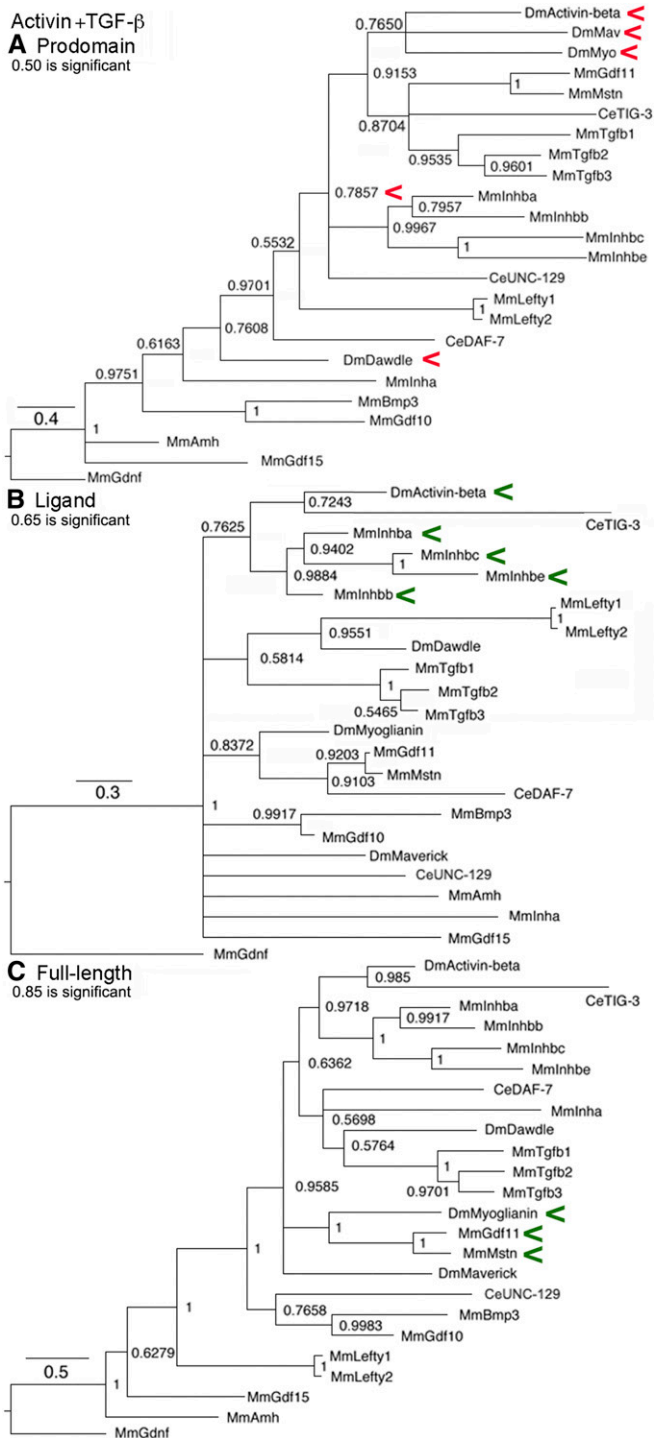 Activin+TGF-β
A Prodomain
0.50 is significant
DmActivin-beta <
0.7650
DmMav <
DmMyo <
0.9153
MmGdf11
1
MmMstn
CeTIG-3
0.8704
MmTgfb1
0.9535
MmTgfb2
0.9601
MmTgfb3
0.7857 <
MmInhba
0.7957
MmInhbb
0.9967
MmInhbc
1
MmInhbe
0.5532
CeUNC-129
0.9701
MmLefty1
1
MmLefty2
0.7608
CeDAF-7
0.6163
DmDawdle <
0.9751
MmInha
MmBmp3
1
MmGdf10
0.4
1
MmAmh
MmGdf15
MmGdnf
B Ligand
0.65 is significant
DmActivin-beta <
0.7243
CeTIG-3
0.7625
MmInhba <
0.9402
MmInhbc <
1
MmInhbe <
0.9884
MmInhbb <
MmLefty1
1
MmLefty2
0.9551
DmDawdle
0.5814
MmTgfb1
1
MmTgfb2
0.5465
MmTgfb3
DmMyoglianin
0.8372
MmGdf11
0.9203
MmMstn
0.9103
CeDAF-7
0.3
1
0.9917
MmBmp3
MmGdf10
DmMaverick
CeUNC-129
MmAmh
MmInha
MmGdf15
MmGdnf
C Full-length
0.85 is significant
DmActivin-beta
0.985
CeTIG-3
0.9718
MmInhba
0.9917
MmInhbb
1
MmInhbc
1
MmInhbe
0.6362
CeDAF-7
MmInha
0.5698
DmDawdle
0.5764
MmTgfb1
1
MmTgfb2
0.9701
MmTgfb3
0.9585
DmMyoglianin <
1
MmGdf11 <
1
MmMstn <
1
DmMaverick
CeUNC-129
0.7658
MmBmp3
0.9983
MmGdf10
1
0.6279
MmLefty1
1
MmLefty2
0.5
1
MmGdf15
MmAmh
MmGdnf